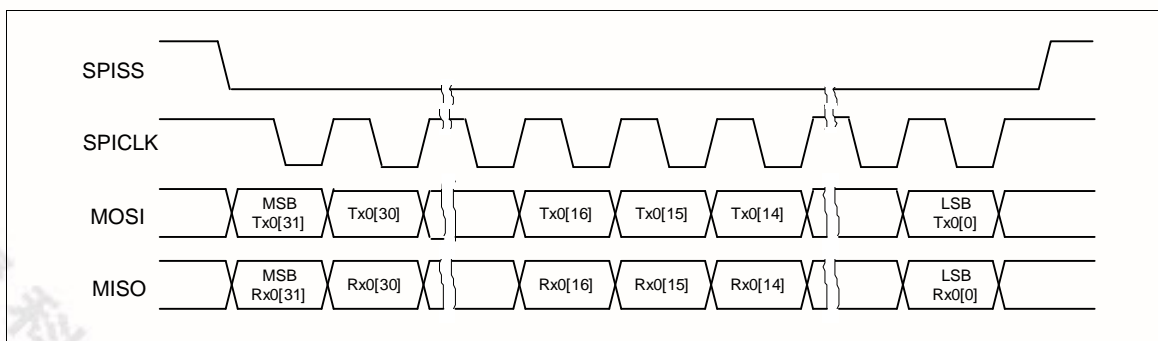 SPISS
SPICLK
MOSI
MSB
Tx0[31]
Tx0[30]
Tx0[16]
Tx0[15]
Tx0[14]
LSB
Tx0[0]
MISO
MSB
Rx0[31]
Rx0[30]
Rx0[16]
Rx0[15]
Rx0[14]
LSB
Rx0[0]